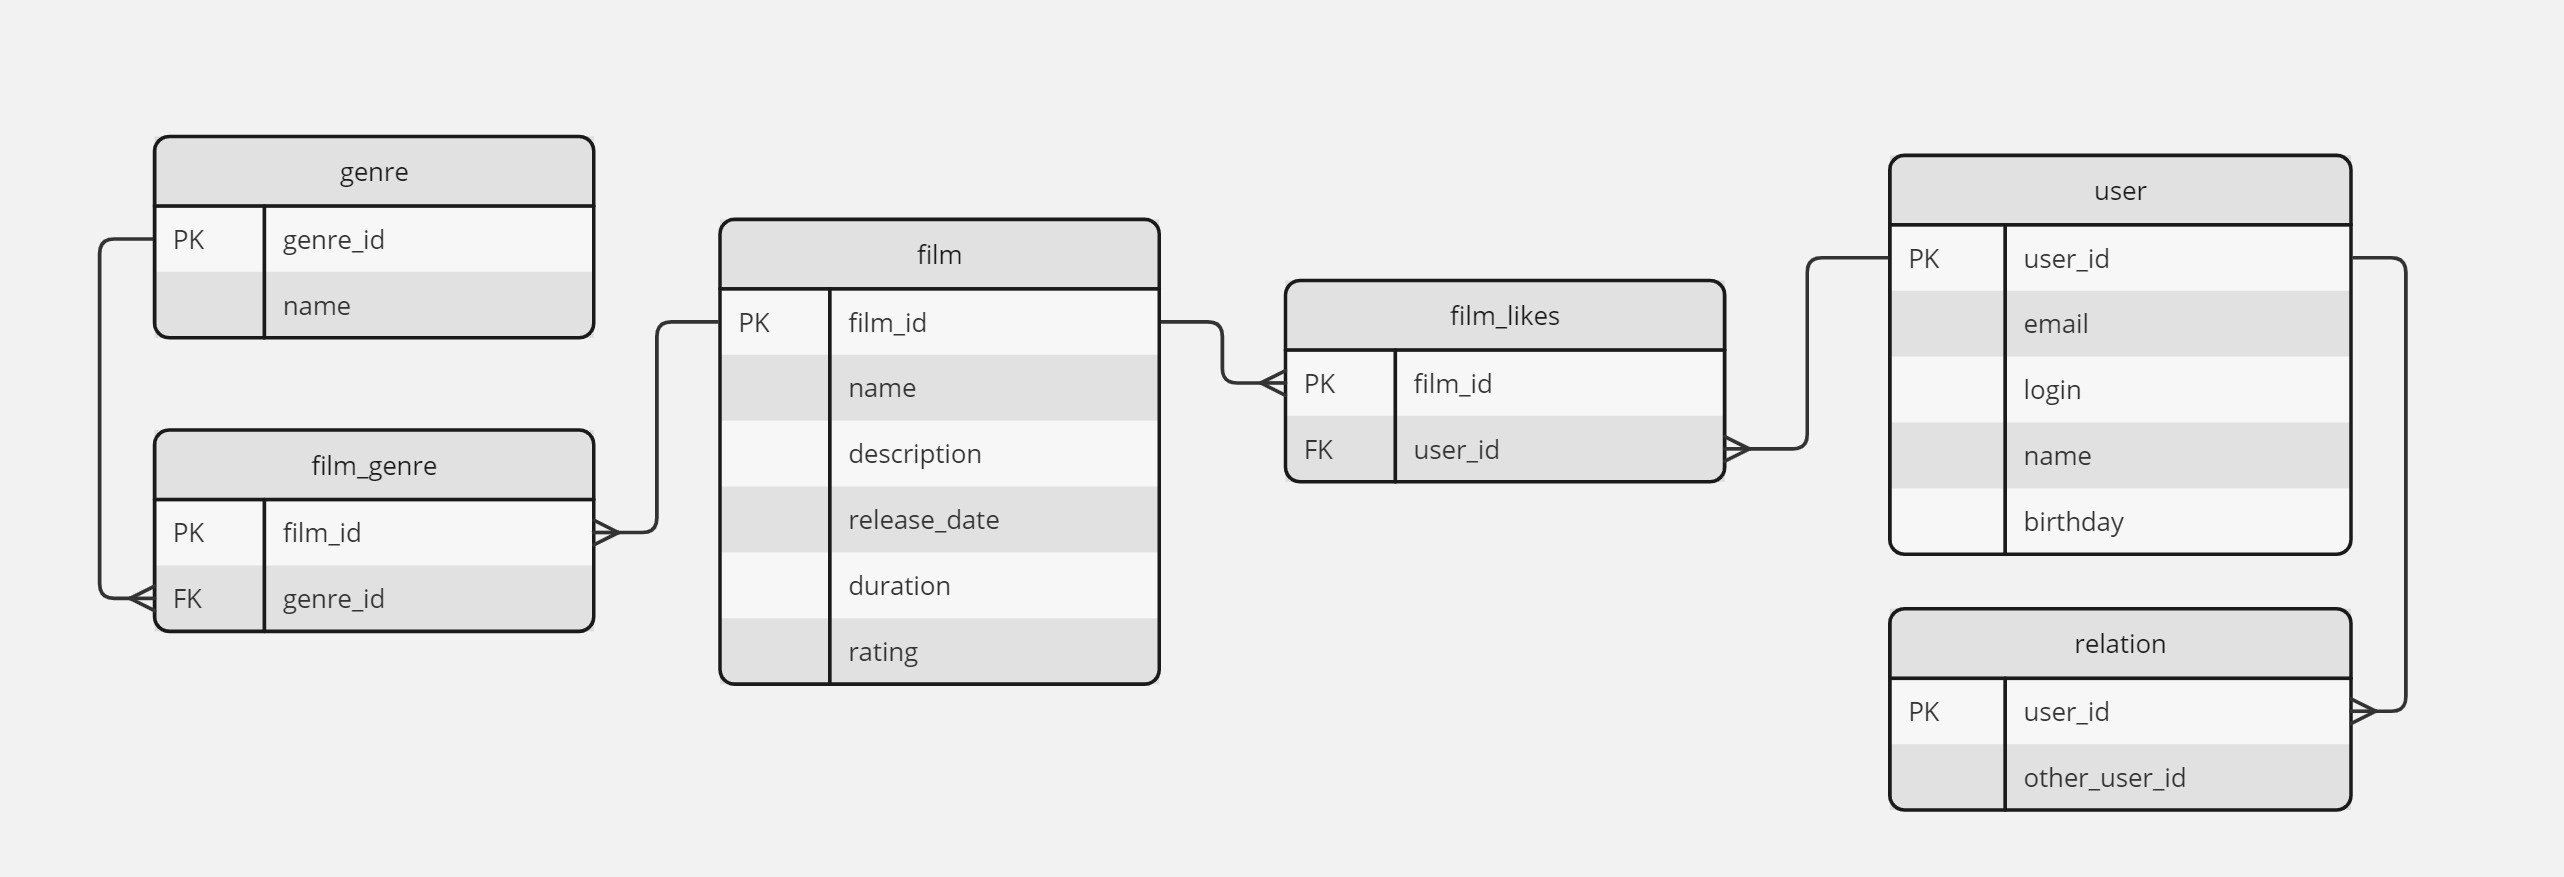 genre
PK genre_id
name
film_genre
PK film_id
FK genre_id
film
PK film_id
name
description
release_date
duration
rating
film_likes
PK film_id
FK user_id
user
PK user_id
email
login
name
birthday
relation
PK user_id
other_user_id